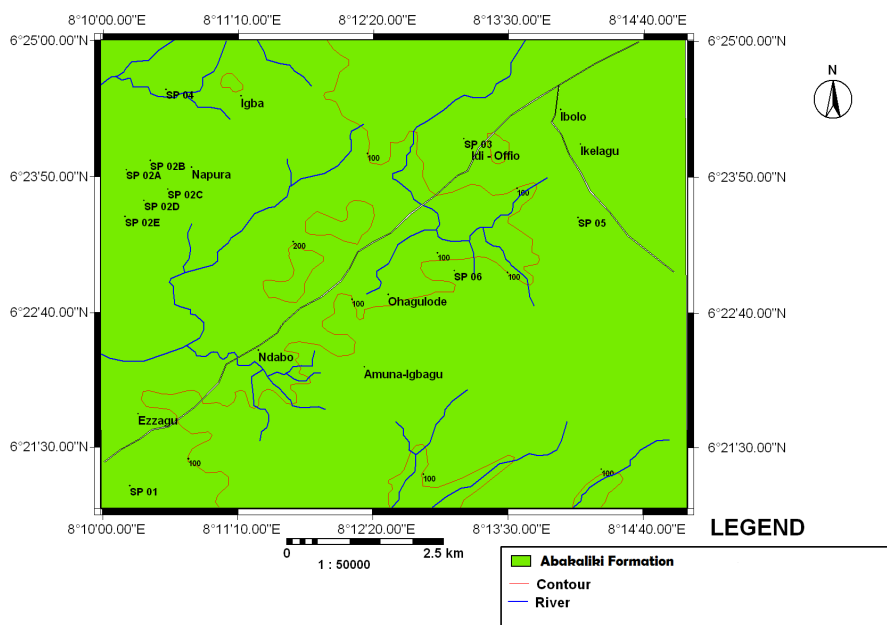 8°10'00.00"E 8°11'10.00"E 8°12'20.00"E 8°13'30.00"E 8°14'40.00"E
6°25'00.00"N 6°25'00.00"N
N
SP 04
Igba
Ibolo
SP 03
Idi - Offio
Ikelagu
100
SP 02B
SP 02A
Napura
6°23'50.00"N 6°23'50.00"N
SP 02C
100
SP 02D
SP 02E
SP 05
200
100
SP 06
100
Ohagulode
100
6°22'40.00"N 6°22'40.00"N
Ndabo
Amuna-Igbagu
Ezzagu
6°21'30.00"N 6°21'30.00"N
100
100
100
SP 01
8°10'00.00"E 8°11'10.00"E 8°12'20.00"E 8°13'30.00"E 8°14'40.00"E
LEGEND
0 2.5 km
1 : 50000
Abakaliki Formation
Contour
River